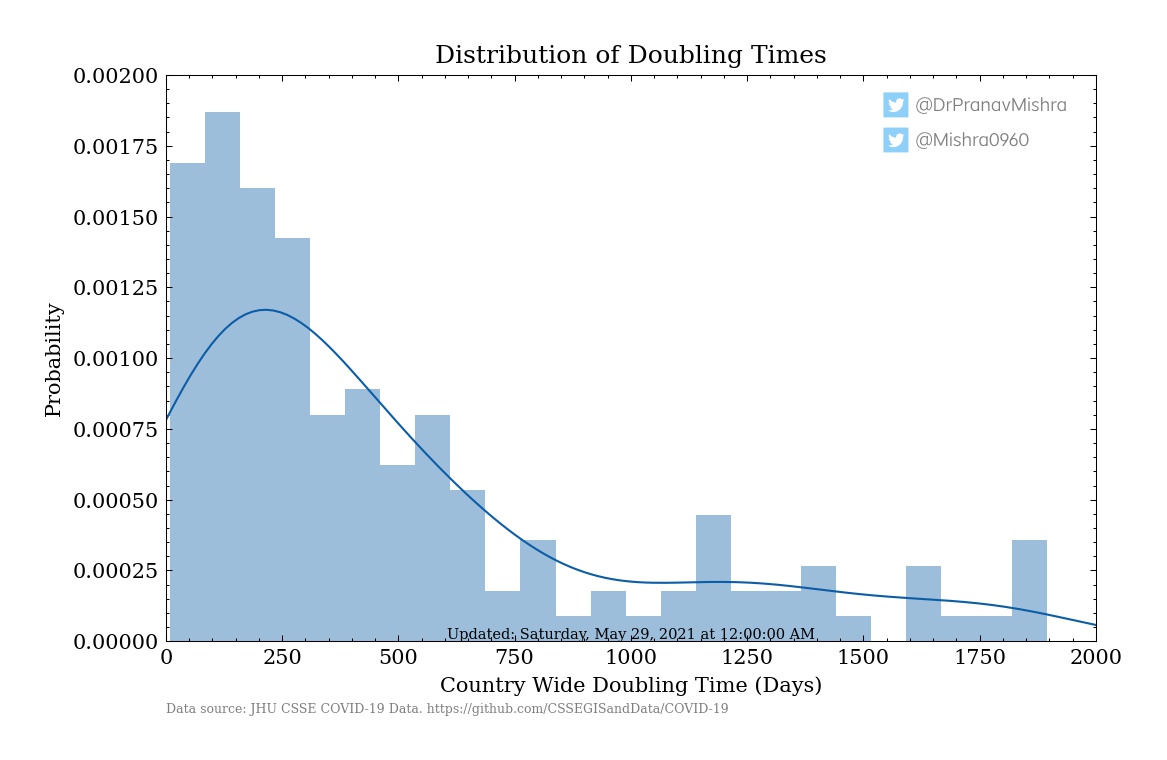 Distribution of Doubling Times
0.00200
0.00175
0.00150
0.00125
0.00100
0.00075
0.00050
0.00025
0.00000
Probability
@DrPranavMishra
@Mishra0960
Updated: Saturday, May 29, 2021 at 12:00:00 AM
0 250 500 750 1000 1250 1500 1750 2000
Country Wide Doubling Time (Days)
Data source: JHU CSSE COVID-19 Data. https://github.com/CSSEGISandData/COVID-19